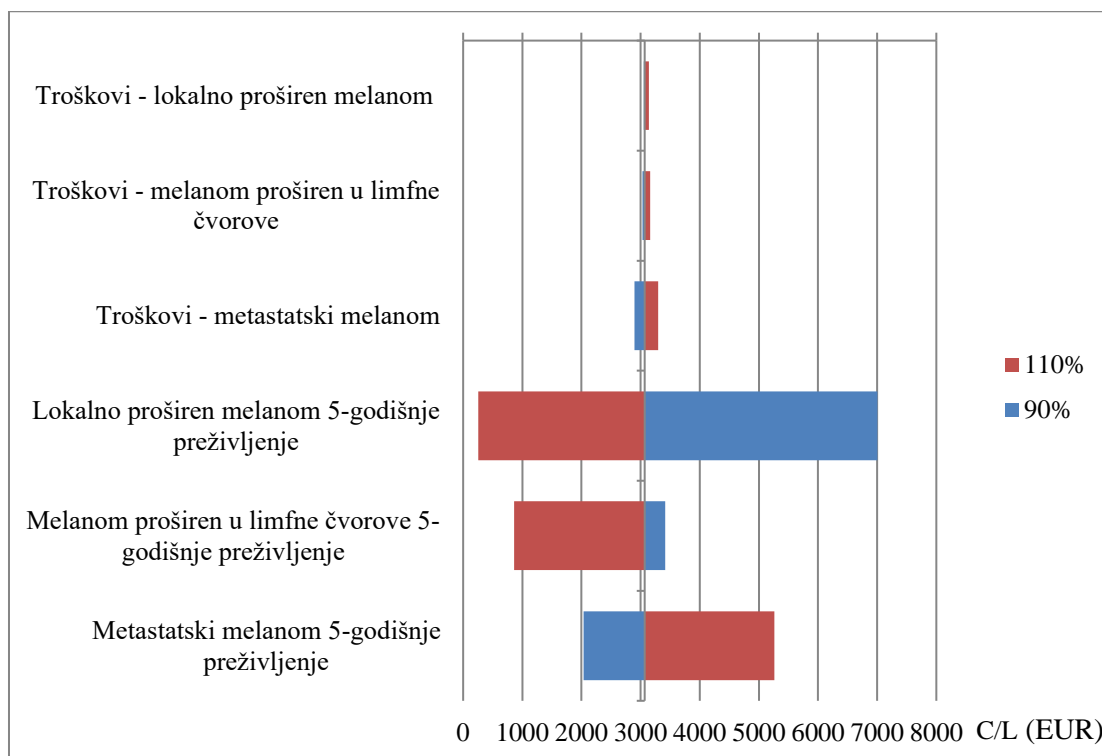 Troškovi - lokalno proširen melanom
Troškovi - melanom proširen u limfne
čvorove
Troškovi - metastatski melanom
Lokalno proširen melanom 5-godišnje
preživljenje
Melanom proširen u limfne čvorove 5-
godišnje preživljenje
Metastatski melanom 5-godišnje
preživljenje
110%
90%
0 1000 2000 3000 4000 5000 6000 7000 8000 C/L (EUR)